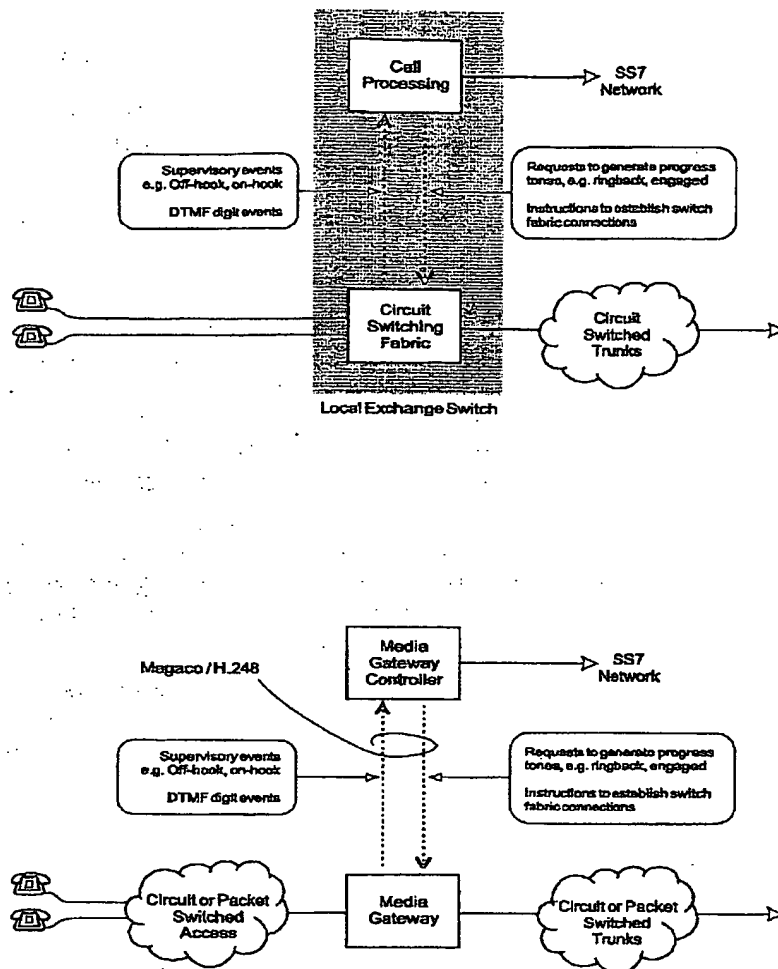 Call
Processing
SS7
Network
Supervisory events
e.g. Off-hook, on-hook
DTMF digit events
Requests to generate progress
tones, e.g. ringback, engaged
Instructions to establish switch
fabric connections
Circuit
Switching
Fabric
Circuit
Switched
Trunks
Local Exchange Switch
Megaco / H.248
Media
Gateway
Controller
SS7
Network
Supervisory events
e.g. Off-hook, on-hook
DTMF digit events
Requests to generate progress
tones, e.g. ringback, engaged
Instructions to establish switch
fabric connections
Circuit or Packet
Switched
Access
Media
Gateway
Circuit or Packet
Switched
Trunks